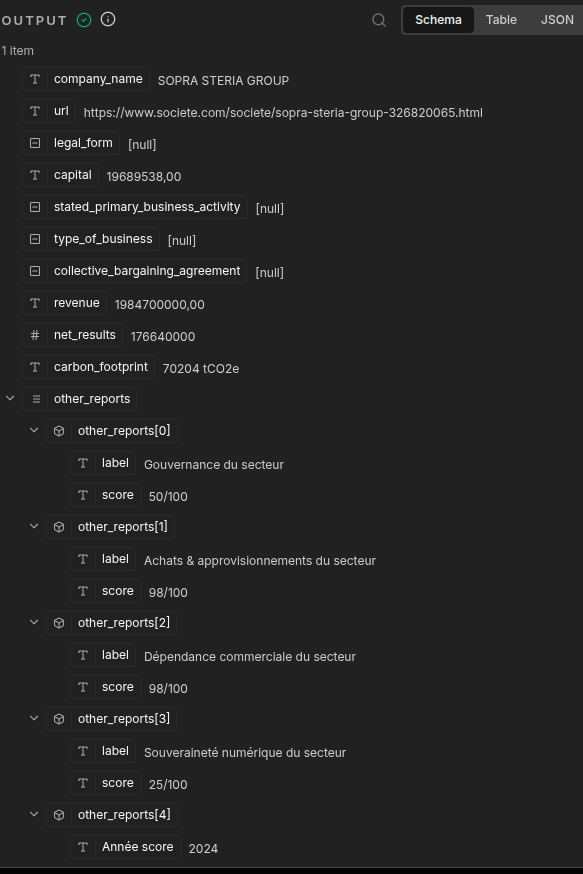 OUTPUT Schema Table JSON
1 item
T company_name SOPRA STERIA GROUP
T url https://www.societe.com/societe/sopra-steria-group-326820065.html
legal_form [null]
T capital 19689538,00
stated_primary_business_activity [null]
type_of_business [null]
collective_bargaining_agreement [null]
T revenue 1984700000,00
# net_results 176640000
T carbon_footprint 70204 tCO2e
other_reports
other_reports[0]
T label Gouvernance du secteur
T score 50/100
other_reports[1]
T label Achats & approvisionnements du secteur
T score 98/100
other_reports[2]
T label Dépendance commerciale du secteur
T score 98/100
other_reports[3]
T label Souveraineté numérique du secteur
T score 25/100
other_reports[4]
T Année score 2024